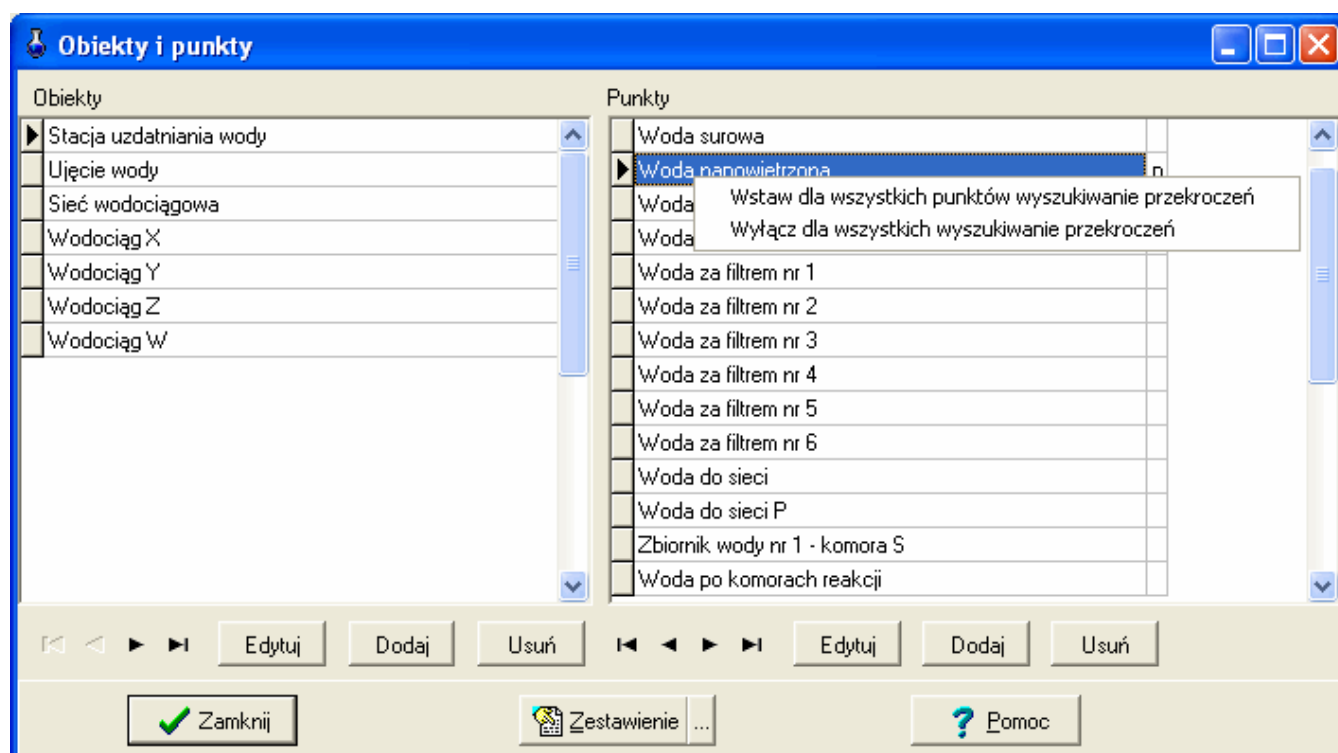 Obiekty i punkty
Obiekty
Punkty
Stacja uzdatniania wody
Ujęcie wody
Sieć wodociągowa
Wodociąg X
Wodociąg Y
Wodociąg Z
Wodociąg W
Woda surowa
Woda napowietrzona n
Wstaw dla wszystkich punktów wyszukiwanie przekroczeń
Wyłącz dla wszystkich wyszukiwanie przekroczeń
Woda
Woda
Woda za filtrem nr 1
Woda za filtrem nr 2
Woda za filtrem nr 3
Woda za filtrem nr 4
Woda za filtrem nr 5
Woda za filtrem nr 6
Woda do sieci
Woda do sieci P
Zbiornik wody nr 1 - komora S
Woda po komorach reakcji
Edytuj Dodaj Usuń Edytuj Dodaj Usuń
Zamknij Zestawienie ... Pomoc